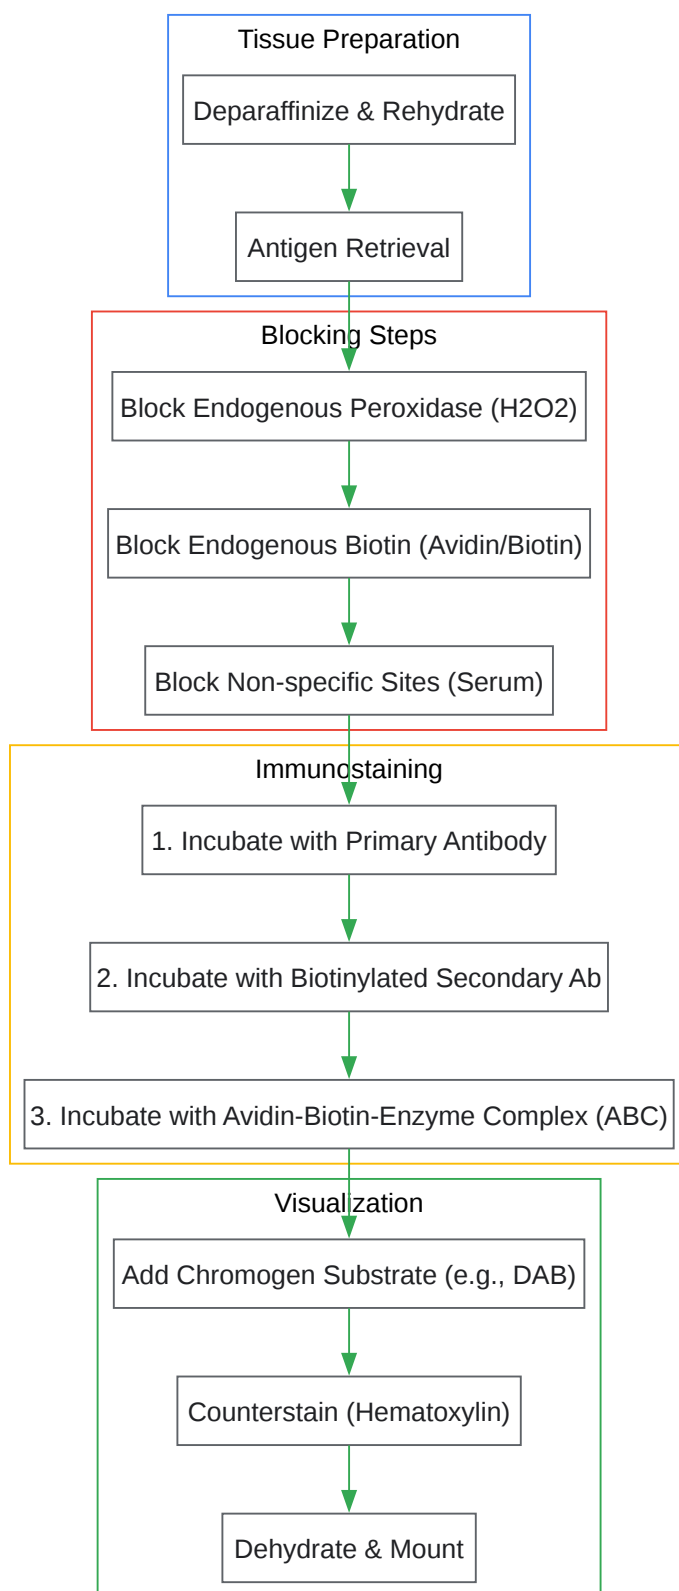 Tissue Preparation
Deparaffinize & Rehydrate
Antigen Retrieval
Blocking Steps
Block Endogenous Peroxidase (H2O2)
Block Endogenous Biotin (Avidin/Biotin)
Block Non-specific Sites (Serum)
Immunostaining
1. Incubate with Primary Antibody
2. Incubate with Biotinylated Secondary Ab
3. Incubate with Avidin-Biotin-Enzyme Complex (ABC)
Visualization
Add Chromogen Substrate (e.g., DAB)
Counterstain (Hematoxylin)
Dehydrate & Mount